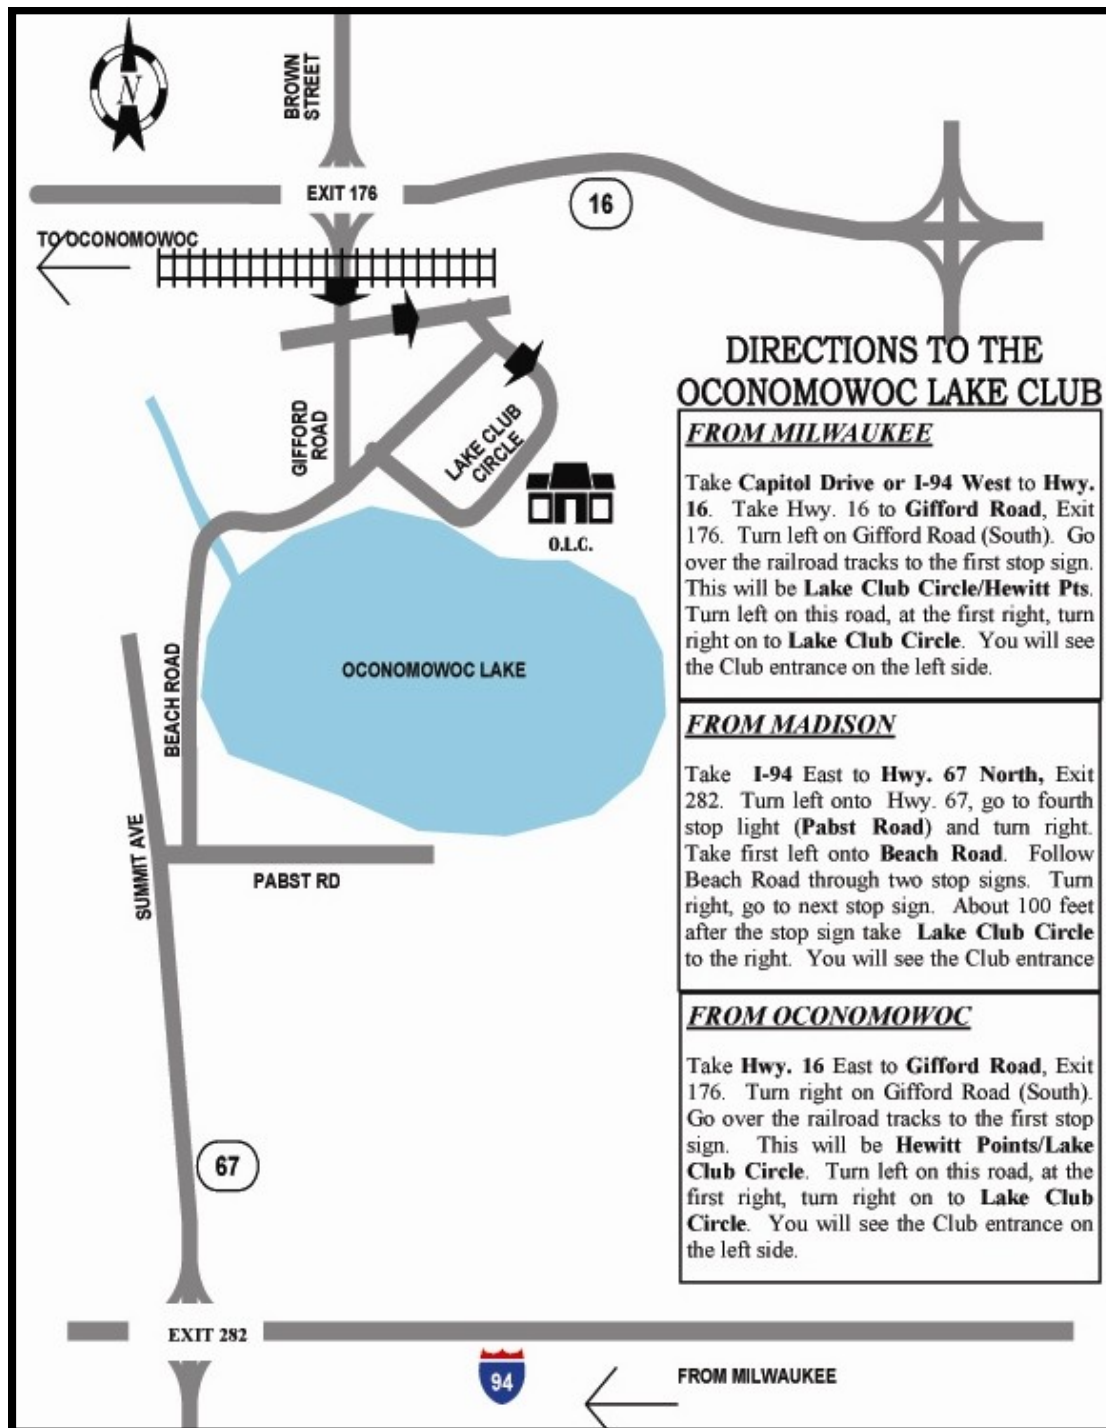 N
BROWN
STREET
EXIT 176
16
TO OCONOMOWOC
GIFFORD
ROAD
LAKE CLUB
CIRCLE
O.L.C.
OCONOMOWOC LAKE
BEACH ROAD
SUMMIT AVE
PABST RD
67
EXIT 282
94
FROM MILWAUKEE
DIRECTIONS TO THE
OCONOMOWOC LAKE CLUB
FROM MILWAUKEE
Take Capitol Drive or I-94 West to Hwy.
16. Take Hwy. 16 to Gifford Road, Exit
176. Turn left on Gifford Road (South). Go
over the railroad tracks to the first stop sign.
This will be Lake Club Circle/Hewitt Pts.
Turn left on this road, at the first right, turn
right on to Lake Club Circle. You will see
the Club entrance on the left side.
FROM MADISON
Take I-94 East to Hwy. 67 North, Exit
282. Turn left onto Hwy. 67, go to fourth
stop light (Pabst Road) and turn right.
Take first left onto Beach Road. Follow
Beach Road through two stop signs. Turn
right, go to next stop sign. About 100 feet
after the stop sign take Lake Club Circle
to the right. You will see the Club entrance
FROM OCONOMOWOC
Take Hwy. 16 East to Gifford Road, Exit
176. Turn right on Gifford Road (South).
Go over the railroad tracks to the first stop
sign. This will be Hewitt Points/Lake
Club Circle. Turn left on this road, at the
first right, turn right on to Lake Club
Circle. You will see the Club entrance on
the left side.